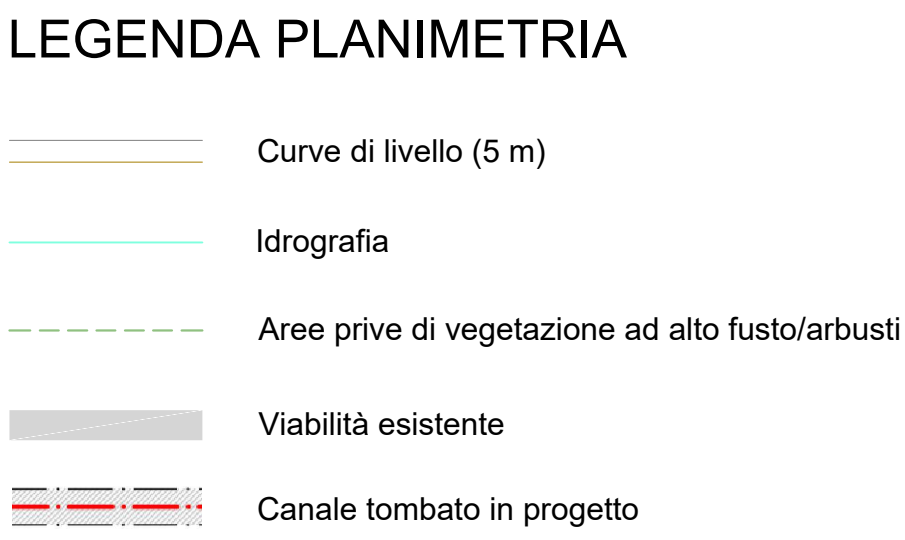 LEGENDA PLANIMETRIA
Curve di livello (5 m)
Idrografia
Aree prive di vegetazione ad alto fusto/arbusti
Viabilità esistente
Canale tombato in progetto